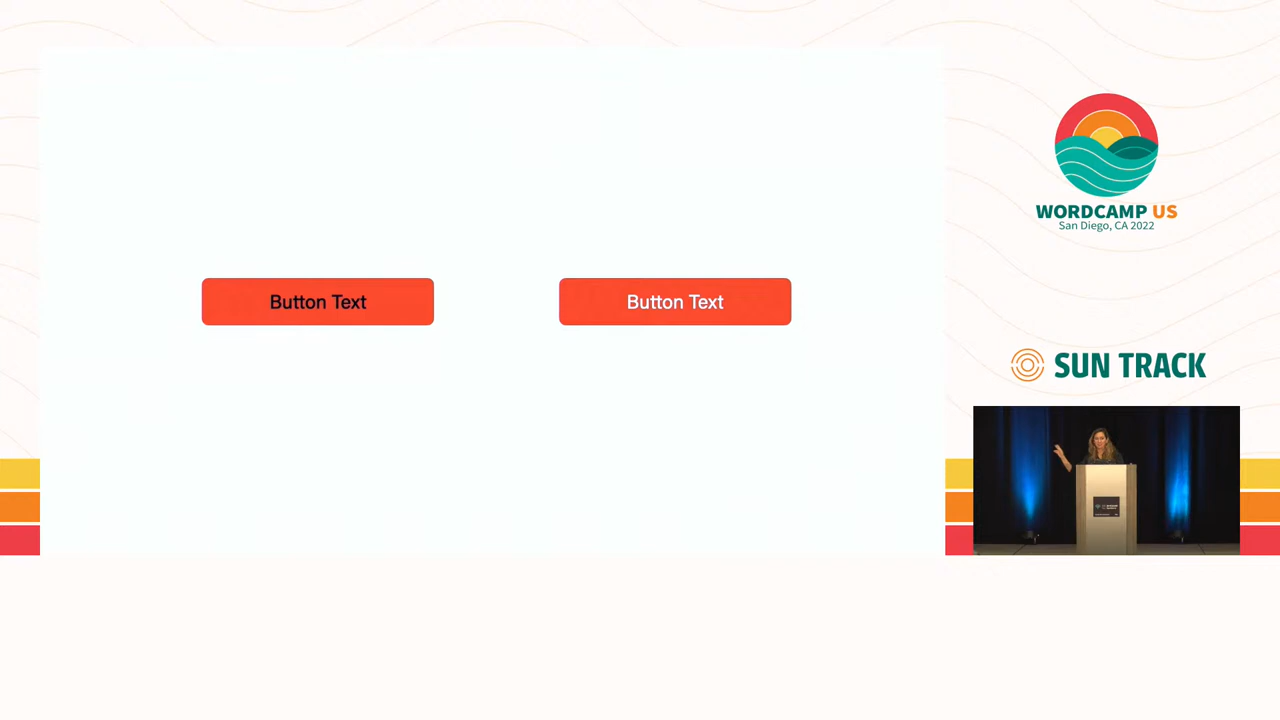 Button Text
Button Text
WORDCAMP US
San Diego, CA 2022
SUN TRACK